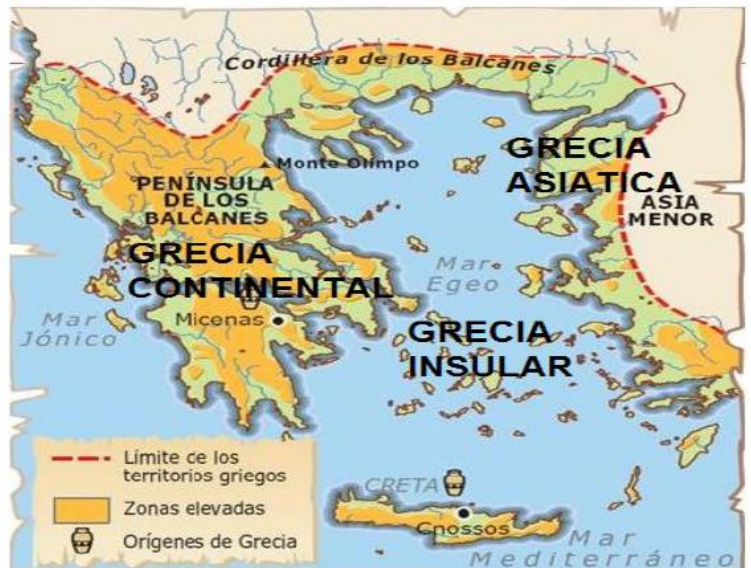 Cordillera de los Balcanes
Monte Olimpo
GRECIA
ASIATICA
PENÍNSULA
DE LOS
BALCANES
ASIA
MENOR
GRECIA
CONTINENTAL
Mar
Egeo
Micenas
Mar
Jónico
GRECIA
INSULAR
Límite de los
territorios griegos
Zonas elevadas
Orígenes de Grecia
CRETA
Cnossos
Mar
Mediterráneo